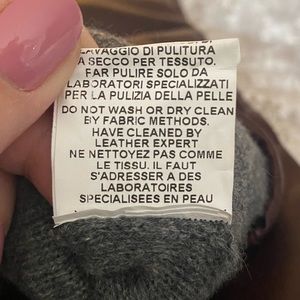 LAVAGGIO DI PULITURA
A SECCO PER TESSUTO.
FAR PULIRE SOLO DA
LABORATORI SPECIALIZZATI
PER LA PULIZIA DELLA PELLE
DO NOT WASH OR DRY CLEAN
BY FABRIC METHODS.
HAVE CLEANED BY
LEATHER EXPERT
NE NETTOYEZ PAS COMME
LE TISSU. IL FAUT
S'ADRESSER A DES
LABORATOIRES
SPECIALISEES EN PEAU